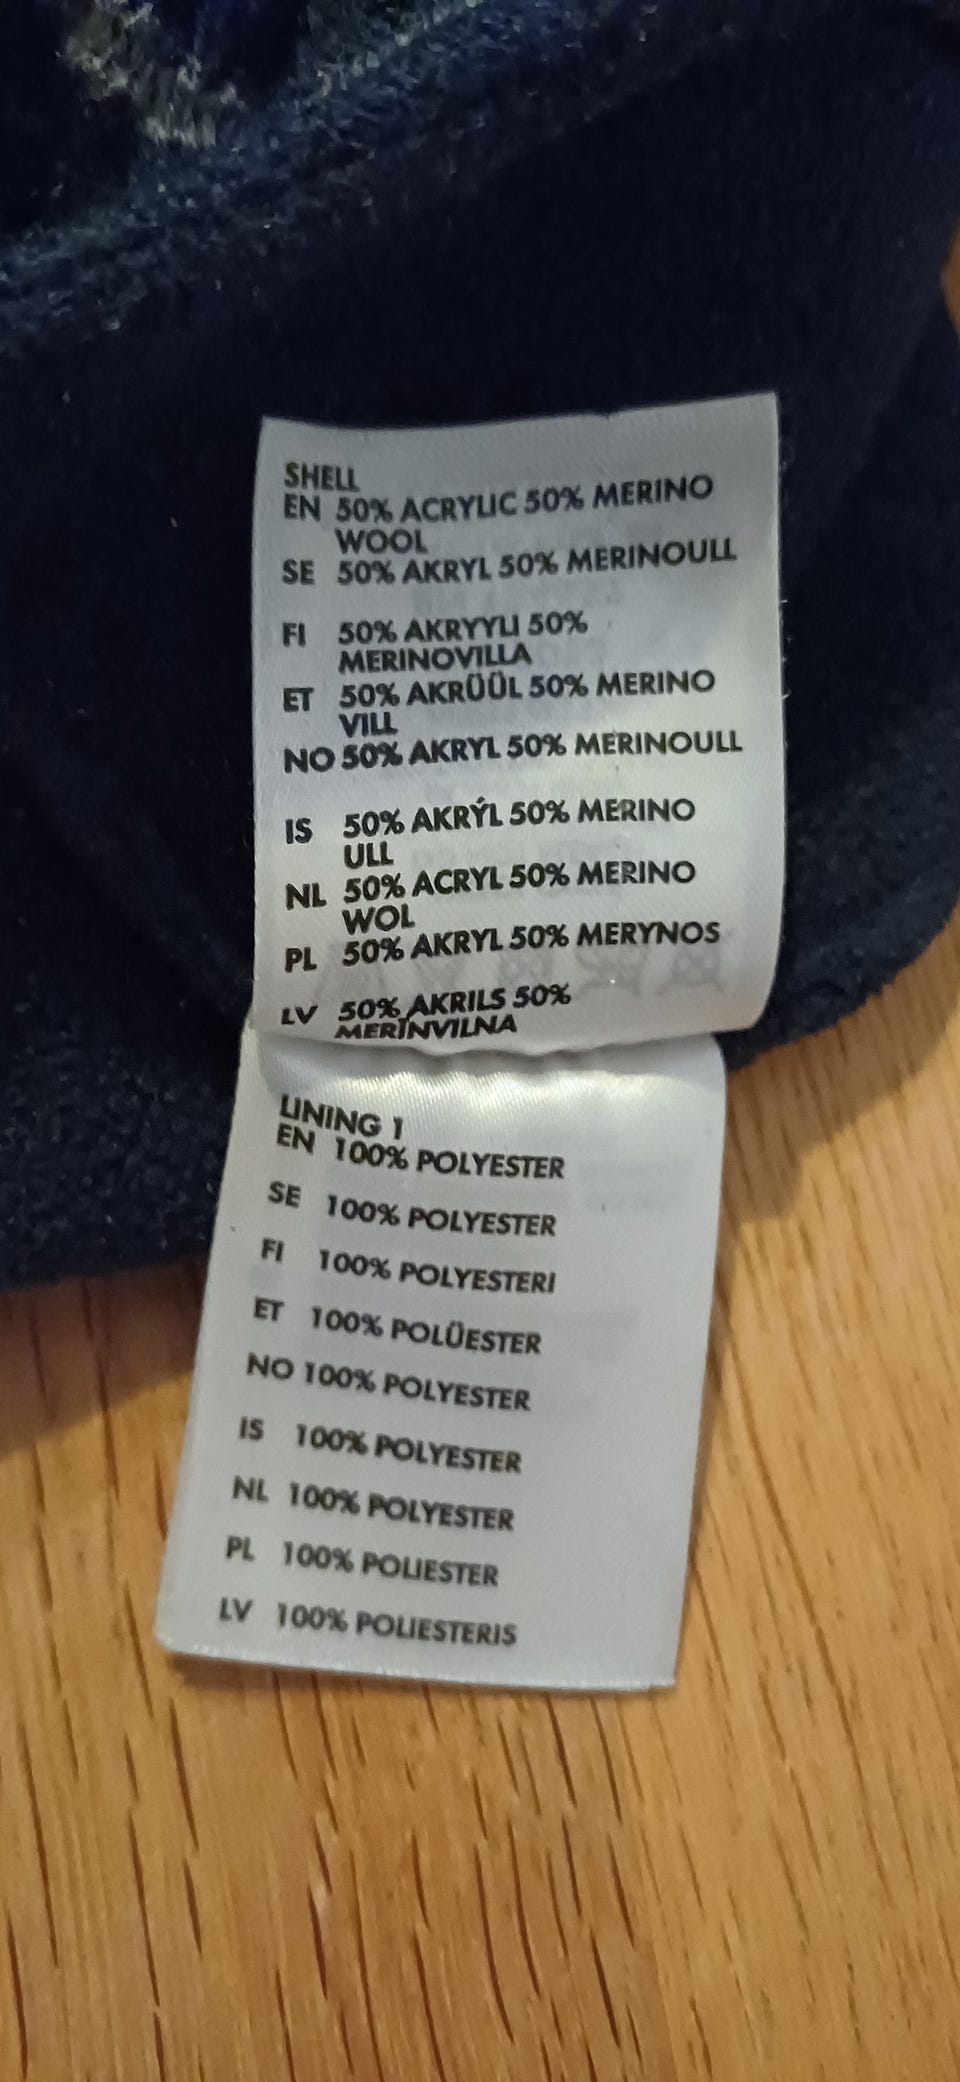 SHELL
EN 50% ACRYLIC 50% MERINO
WOOL
SE 50% AKRYL 50% MERINOULL
FI 50% AKRYYLI 50%
MERINOVILLA
ET 50% AKRÜÜL 50% MERINO
VILL
NO 50% AKRYL 50% MERINOULL
IS 50% AKRÝL 50% MERINO
ULL
NL 50% ACRYL 50% MERINO
WOL
PL 50% AKRYL 50% MERYNOS
LV 50% AKRILS 50%
MERĪNVILNA
LINING 1
EN 100% POLYESTER
SE 100% POLYESTER
FI 100% POLYESTERI
ET 100% POLÜESTER
NO 100% POLYESTER
IS 100% POLYESTER
NL 100% POLYESTER
PL 100% POLIESTER
LV 100% POLIESTERIS